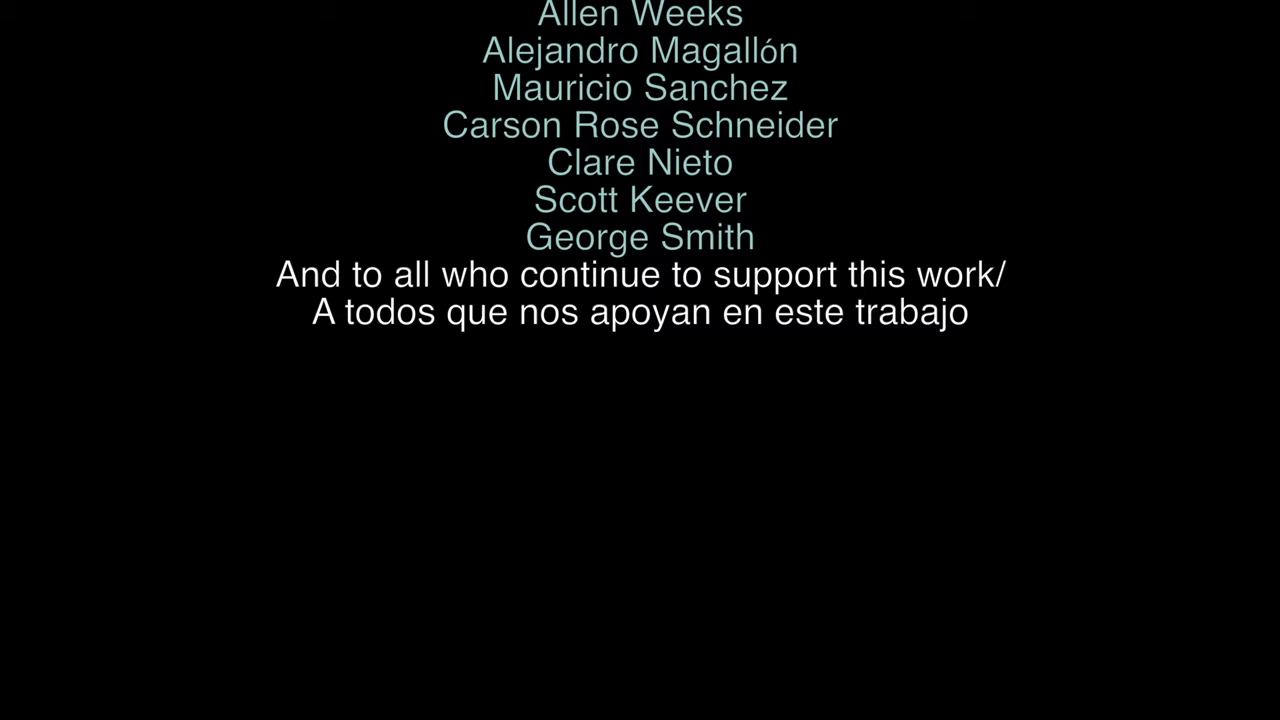 Allen Weeks
Alejandro Magallón
Mauricio Sanchez
Carson Rose Schneider
Clare Nieto
Scott Keever
George Smith
And to all who continue to support this work/
A todos que nos apoyan en este trabajo